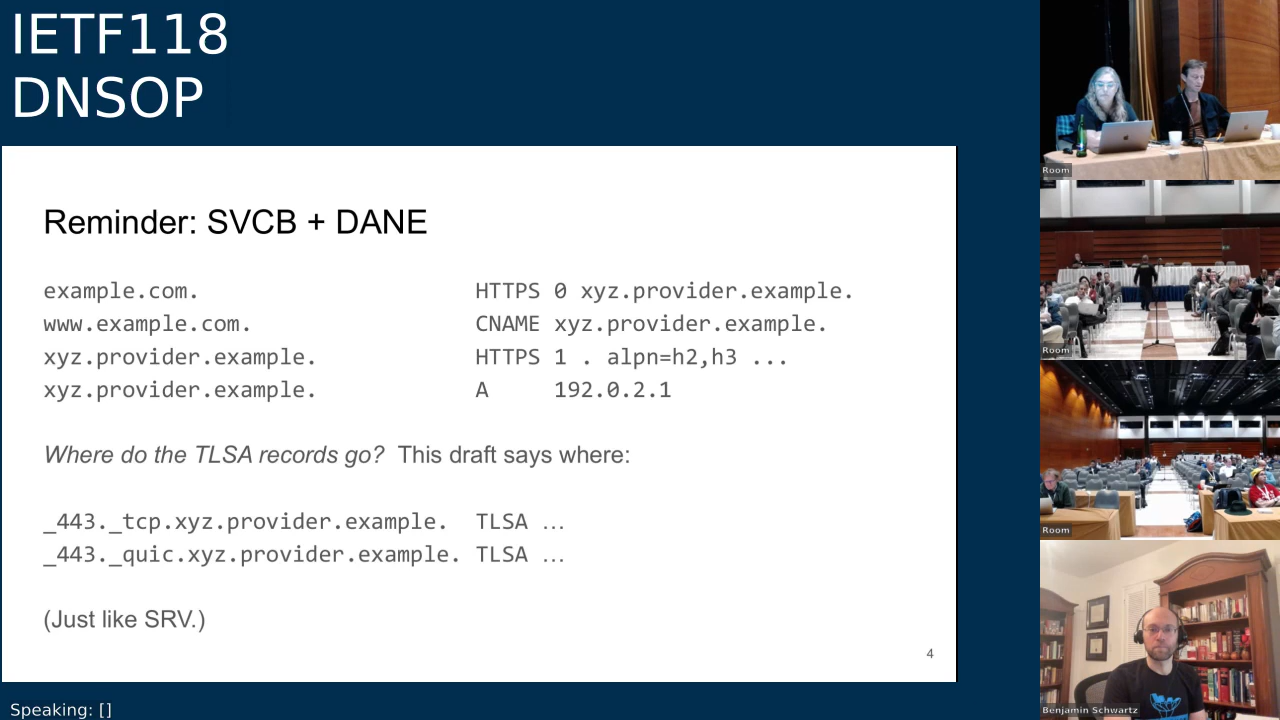 IETF118
DNSOP
Reminder: SVCB + DANE
example.com. HTTPS 0 xyz.provider.example.
www.example.com. CNAME xyz.provider.example.
xyz.provider.example. HTTPS 1 . alpn=h2,h3 ...
xyz.provider.example. A 192.0.2.1
Where do the TLSA records go? This draft says where:
_443._tcp.xyz.provider.example. TLSA …
_443._quic.xyz.provider.example. TLSA …
(Just like SRV.)
4
Speaking: []
Room
Room
Room
Benjamin Schwartz